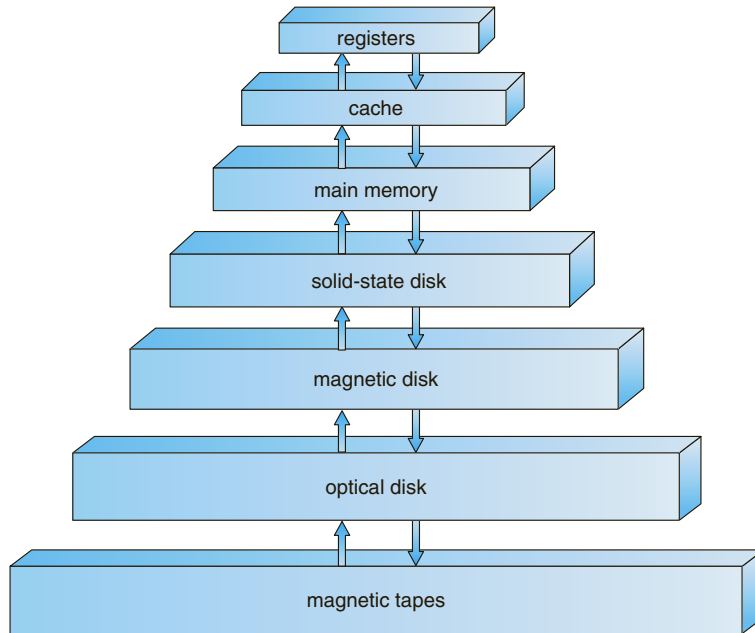 registers
cache
main memory
solid-state disk
magnetic disk
optical disk
magnetic tapes